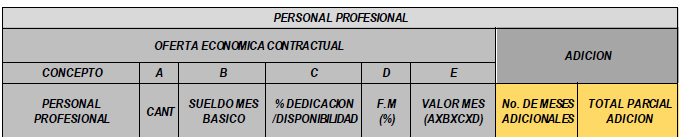 PERSONAL PROFESIONAL
OFERTA ECONOMICA CONTRACTUAL
ADICION
CONCEPTO A B C D E
PERSONAL PROFESIONAL CANT SUELDO MES BASICO % DEDICACION /DISPONIBILIDAD F.M (%) VALOR MES (AXBXCXD) No. DE MESES ADICIONALES TOTAL PARCIAL ADICION